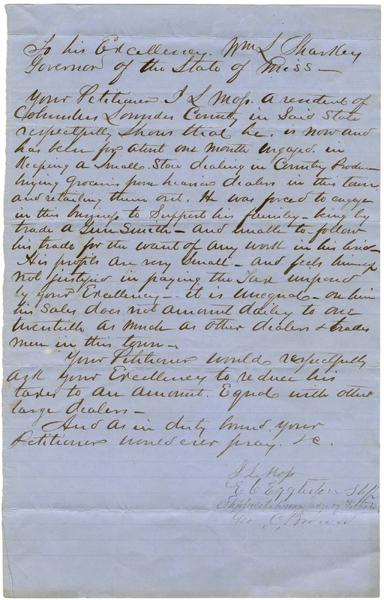 To his Excellency Wm L Sharkey
Governor of the State of Miss —
Your Petitioner J L Moss a resident of
Columbus Lowndes County in Said State
respectfully Shows that he is now and
has been for about one month engaged in
Keeping a Small Store dealing in Country Produce
buying Groceries from heavier dealers in this town
and retailing them out. He was forced to engage
in this business to Support his family — being by
trade a Gun Smith — and unable to follow
his trade for the want of any work in his line —
His profits are very small — and feels himself
not justified in paying the Tax imposed
by your Excellency — it is unequal — on him
his sales does not amount daily to one
twentieth as much as other dealers & trades
men in this town —
Your Petitioner would respectfully
ask your Excellency to reduce his
taxes to an amount Equal with other
large dealers —
And as in duty bound your
Petitioner would ever pray &c.
J L Moss
E C Eggleston
Geo C Brown